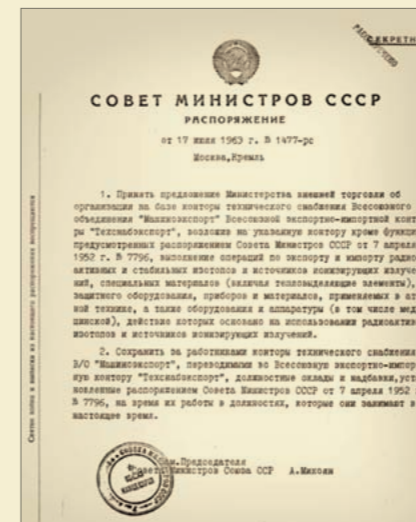 СЕКРЕТН
РАССЕКРЕЧЕНО
СОВЕТ МИНИСТРОВ СССР
РАСПОРЯЖЕНИЕ
от 17 июля 1963 г. № 1477-рс
Москва, Кремль
1. Принять предложение Министерства внешней торговли об
организации на базе конторы технического снабжения Всесоюзного
объединения "Машиноэкспорт" Всесоюзной экспортно-импортной конто
ры "Техснабэкспорт", возложив на указанную контору кроме функций
предусмотренных распоряжением Совета Министров СССР от 7 апреля
1952 г. № 7796, выполнение операций по экспорту и импорту радио
активных и стабильных изотопов и источников ионизирующих излуче
ний, специальных материалов (включая тепловыделяющие элементы),
защитного оборудования, приборов и материалов, применяемых в ато
ной технике, а также оборудования и аппаратуры (в том числе мед
цинской), действие которых основано на использовании радиоактив
изотопов и источников ионизирующих излучений.
2. Сохранить за работниками конторы технического снабжения
В/О "Машиноэкспорт", переводимыми во Всесоюзную экспортно-импор
ную контору "Техснабэкспорт", должностные оклады и надбавки, уст
новленные распоряжением Совета Министров СССР от 7 апреля 1952
№ 7796, на время их работы в должностях, которые они занимают в
настоящее время.
Зам. Председателя
Совета Министров Союза ССР А. Микоян
Снятие копии и выписка из настоящего распоряжения воспрещаются